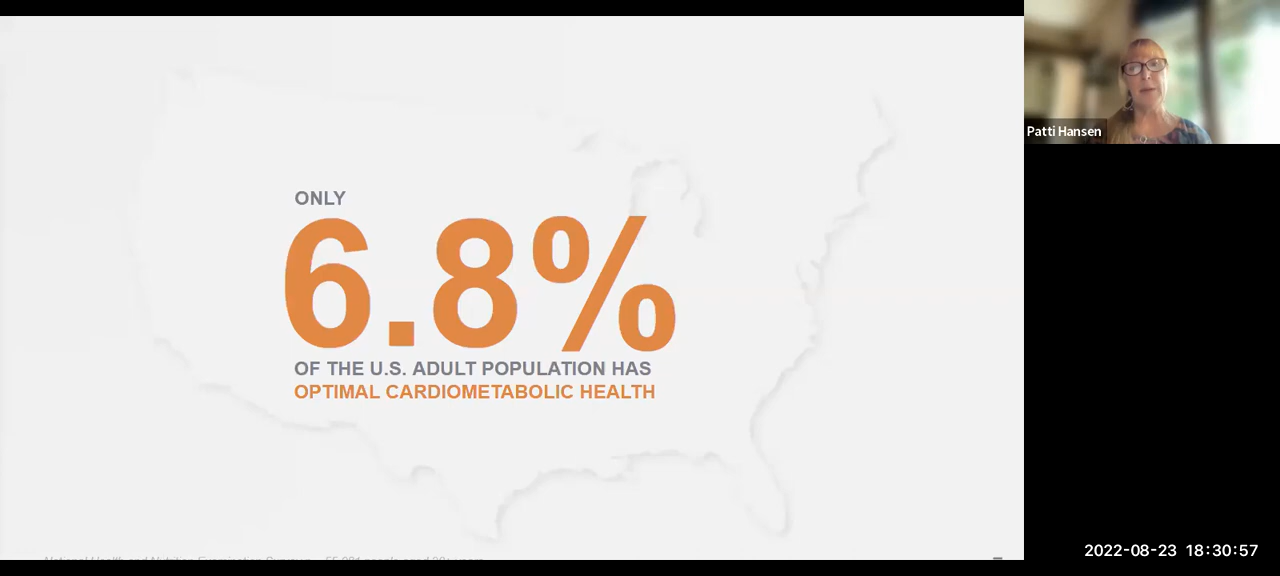 ONLY
6.8%
OF THE U.S. ADULT POPULATION HAS
OPTIMAL CARDIOMETABOLIC HEALTH
Patti Hansen
2022-08-23 18:30:57